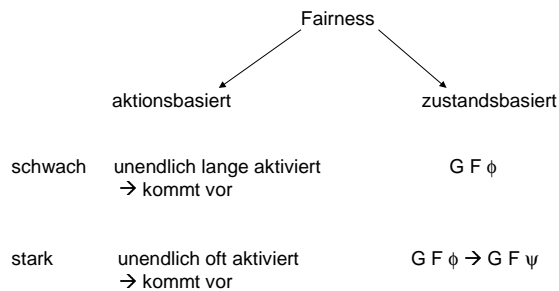 Fairness
aktionsbasiert zustandsbasiert
schwach unendlich lange aktiviert G F ϕ
→ kommt vor
stark unendlich oft aktiviert G F ϕ → G F ψ
→ kommt vor